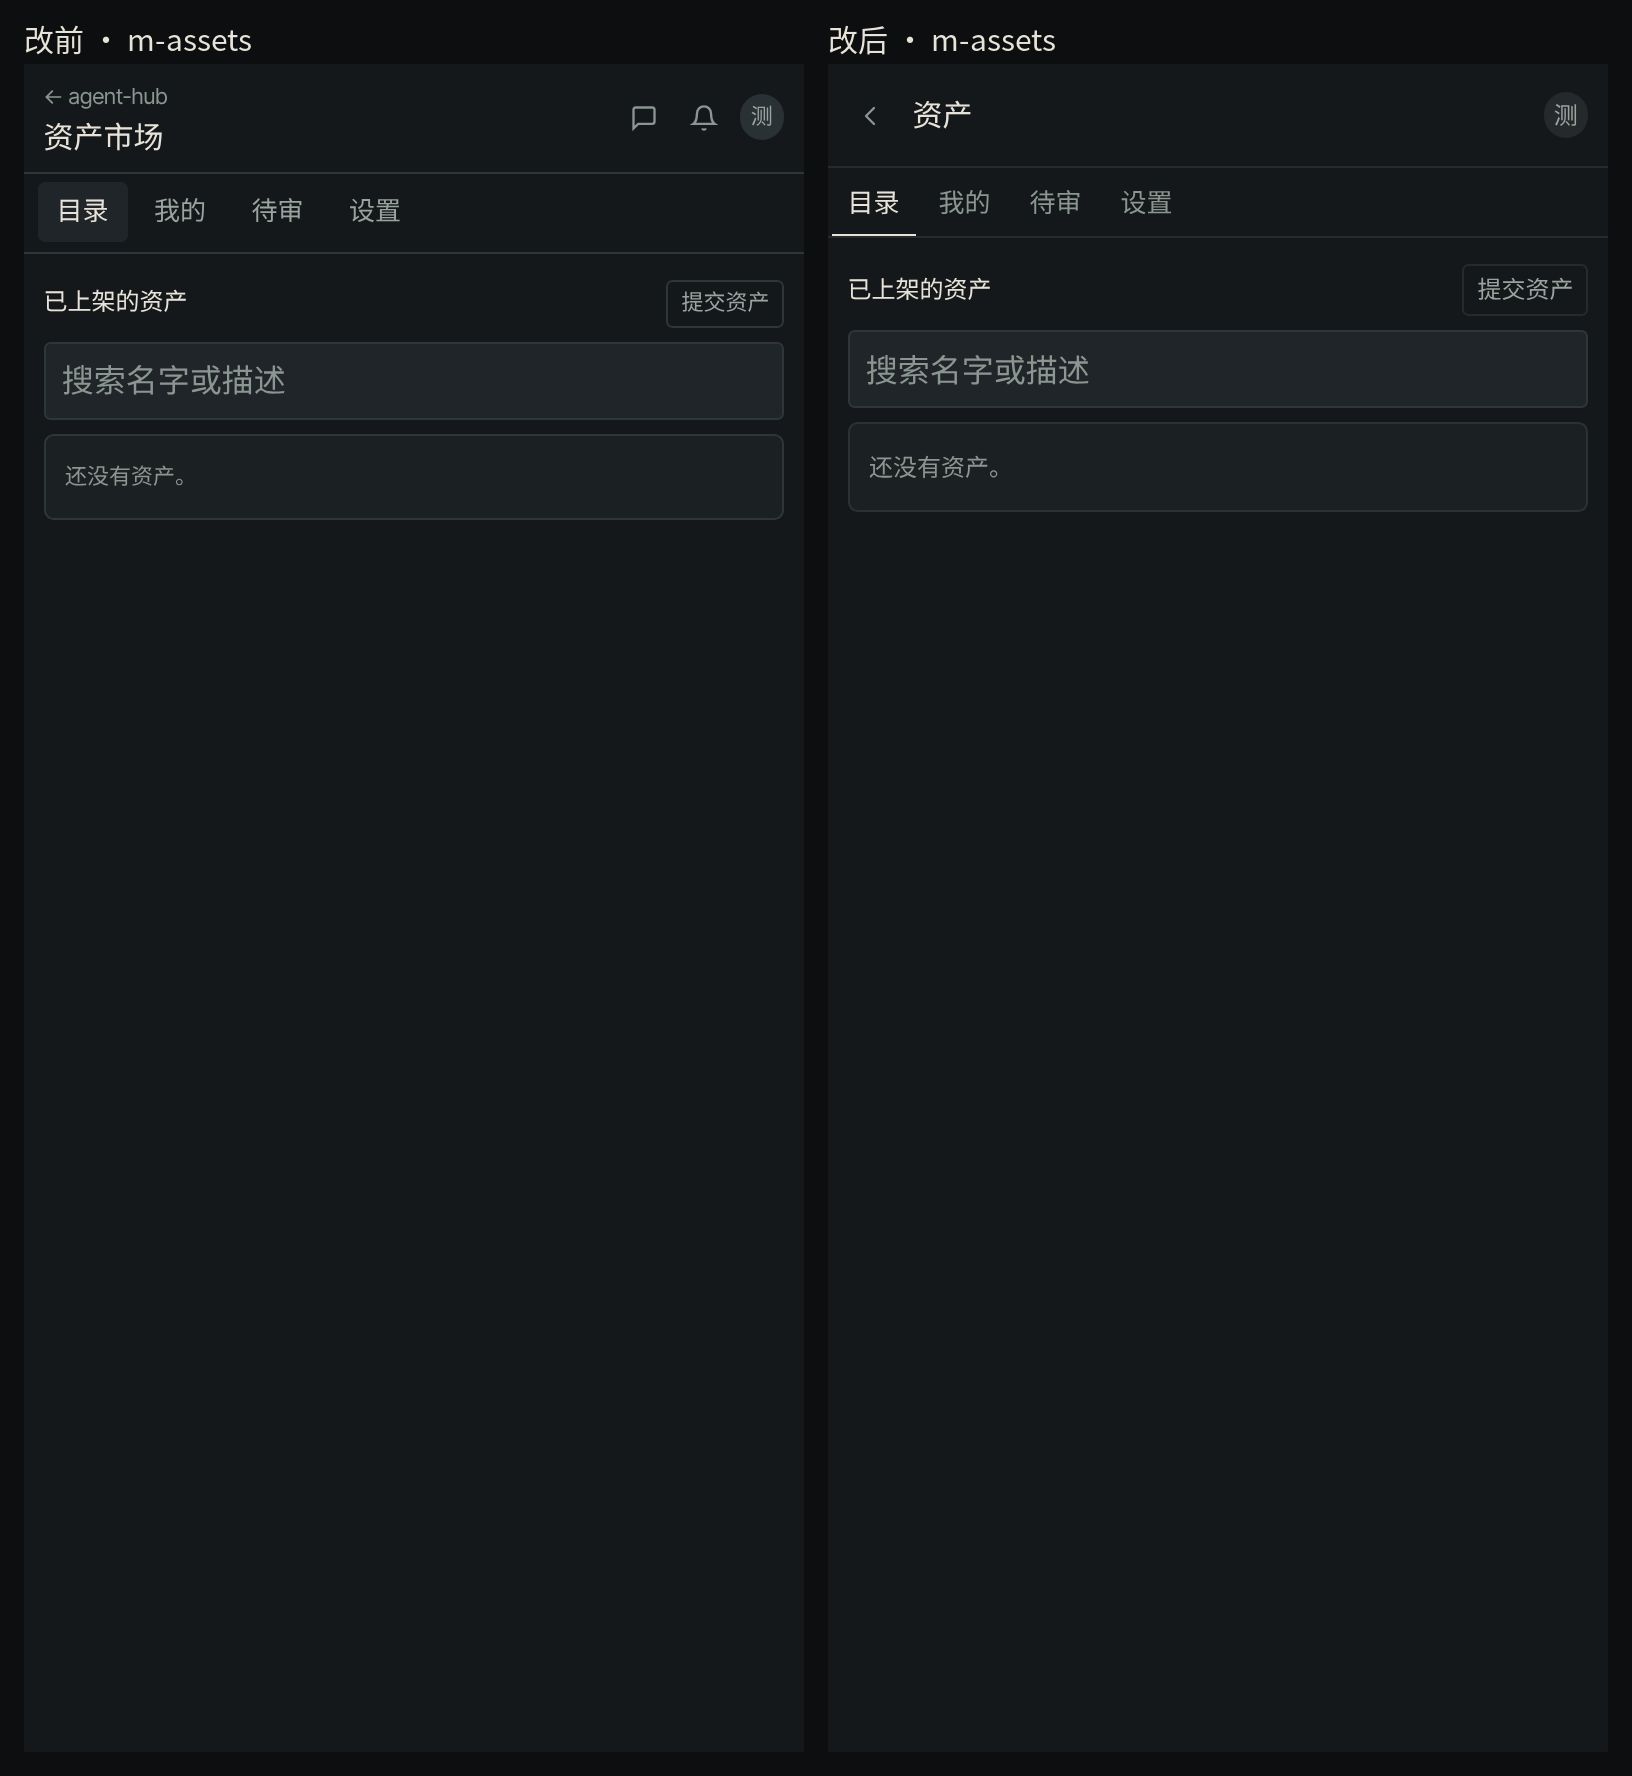 改前 · m-assets
← agent-hub
资产市场
测
目录 我的 待审 设置
已上架的资产
提交资产
搜索名字或描述
还没有资产。
改后 · m-assets
资产
测
目录 我的 待审 设置
已上架的资产
提交资产
搜索名字或描述
还没有资产。